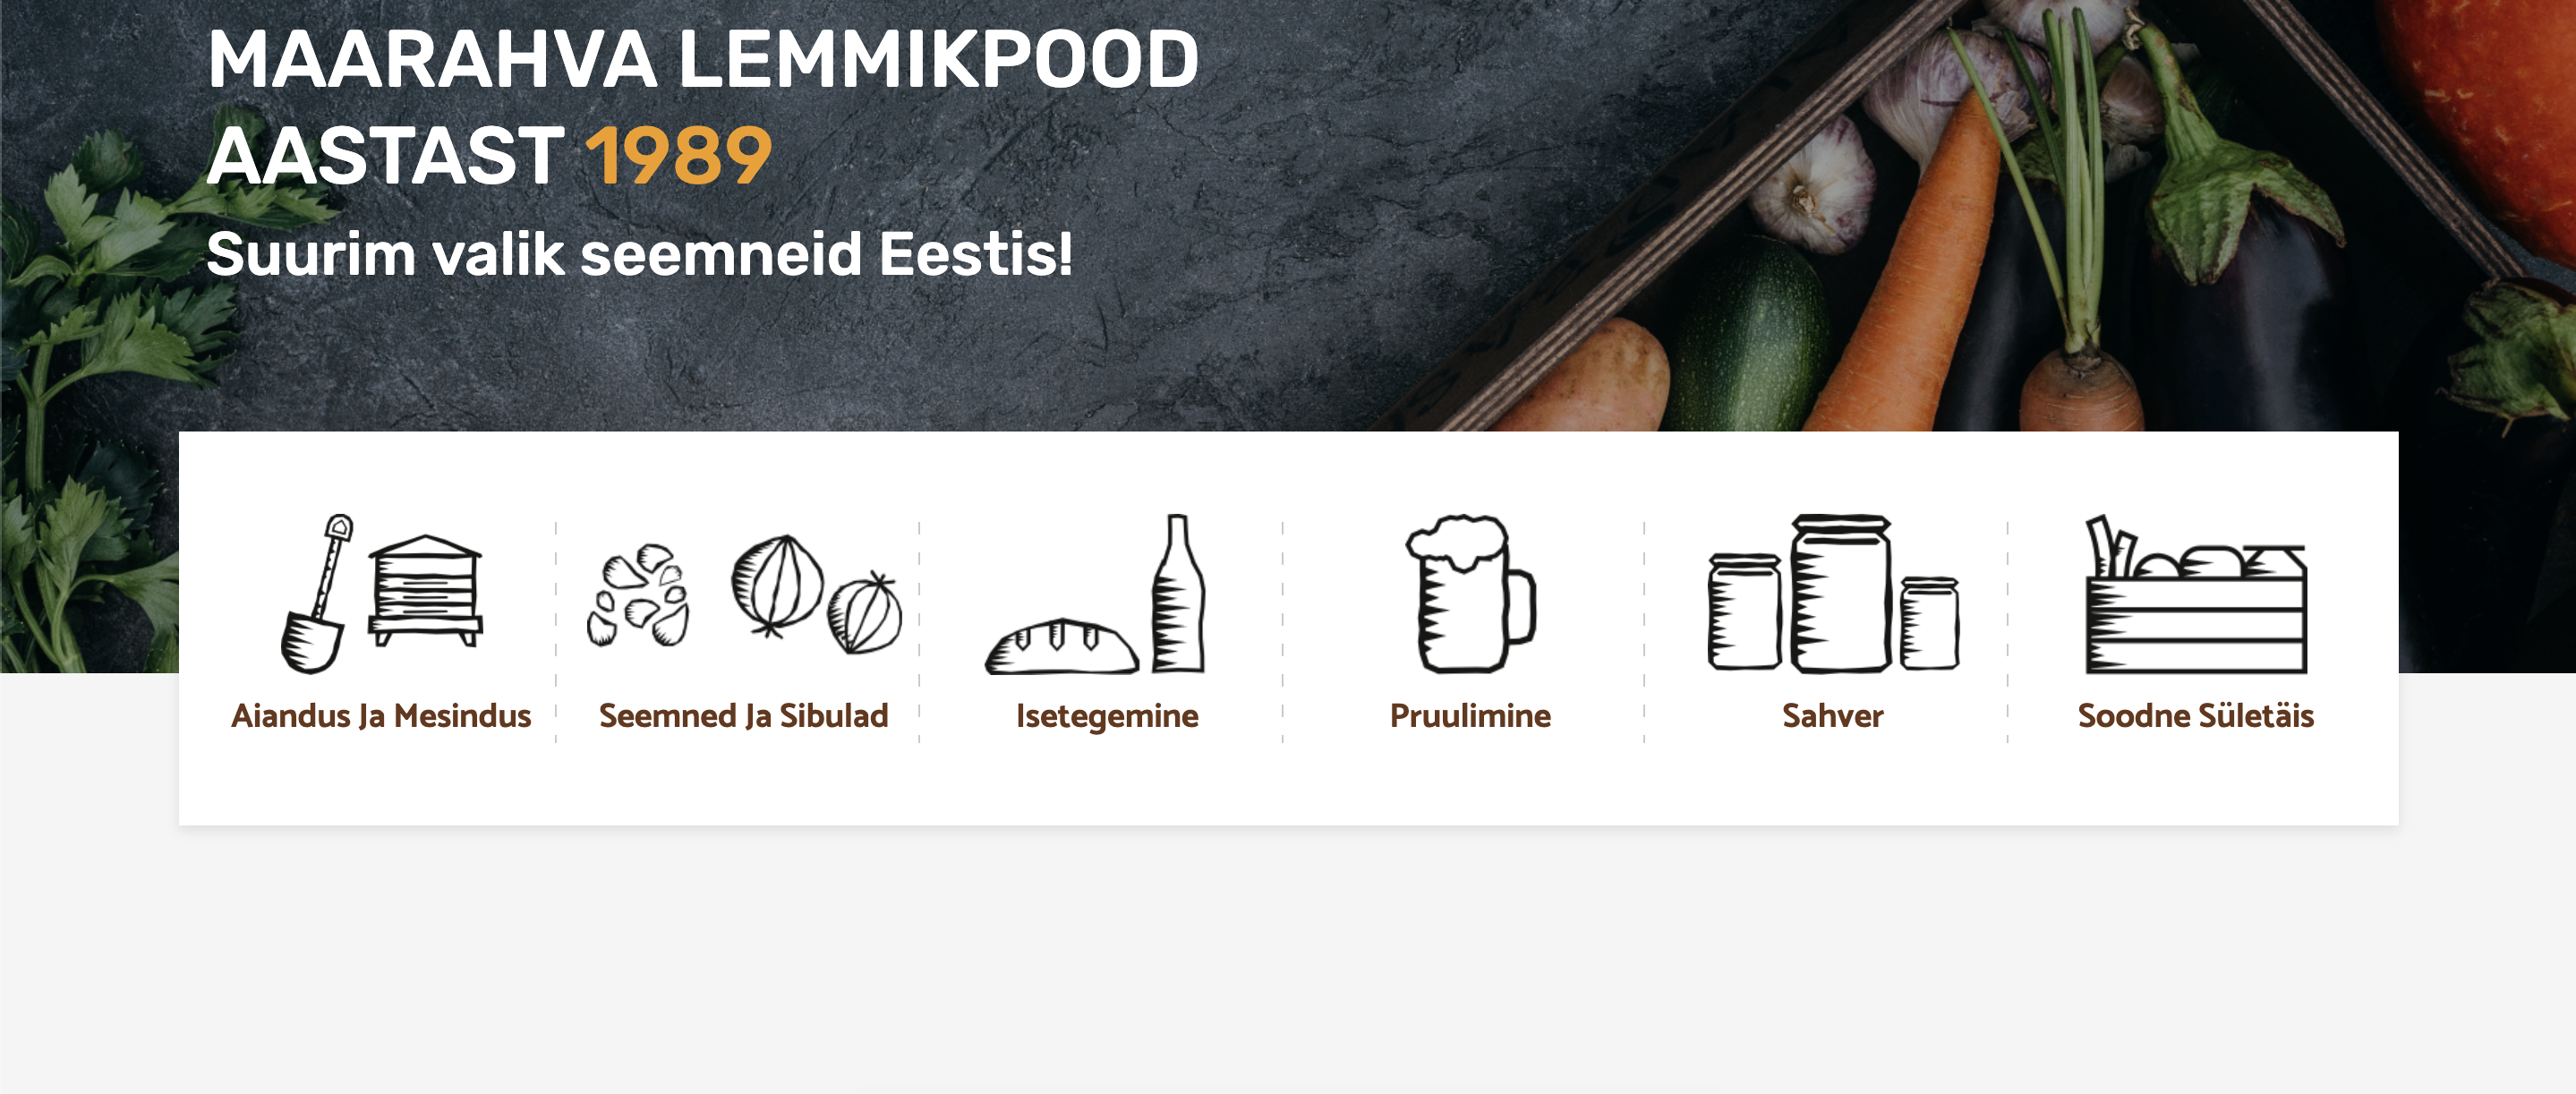 MAARAHVA LEMMIKPOOD
AASTAST 1989
Suurim valik seemneid Eestis!
Aiandus Ja Mesindus
Seemned Ja Sibulad
Isetegemine
Pruulimine
Sahver
Soodne Sületäis